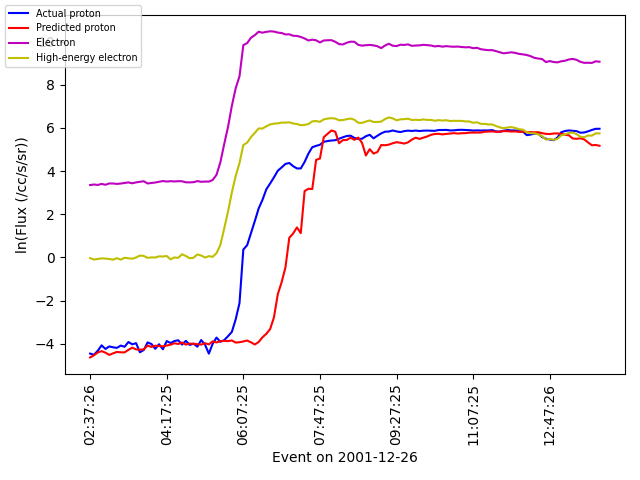 Actual proton
Predicted proton
Electron
High-energy electron
8
6
4
2
0
−2
−4
ln(Flux (/cc/s/sr))
02:37:26
04:17:25
06:07:25
07:47:25
09:27:25
11:07:25
12:47:26
Event on 2001-12-26